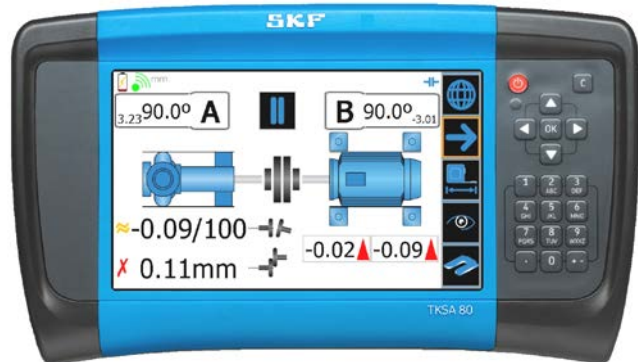 SKF
mm
3.23 90.0º A
B 90.0º -3.01
≈-0.09/100
✗ 0.11mm
-0.02 -0.09
C
OK
1 2 ABC 3 DEF
4 GHI 5 JKL 6 MNO
7 PQRS 8 TUV 9 WXYZ
. 0 + -
TKSA 80